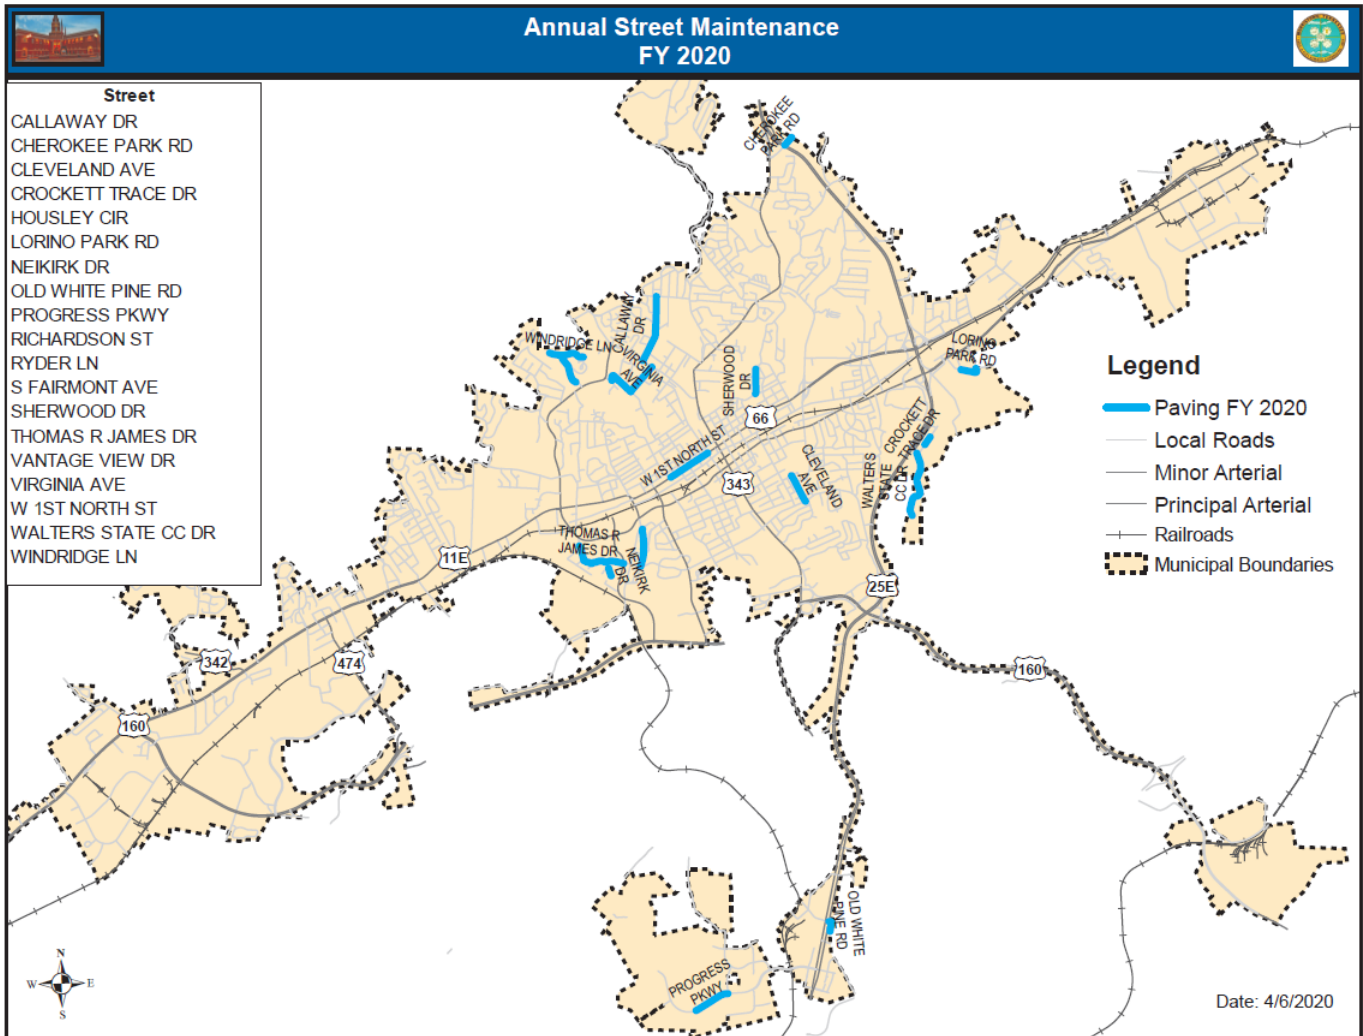 Annual Street Maintenance
FY 2020
Street
CALLAWAY DR
CHEROKEE PARK RD
CLEVELAND AVE
CROCKETT TRACE DR
HOUSLEY CIR
LORINO PARK RD
NEIKIRK DR
OLD WHITE PINE RD
PROGRESS PKWY
RICHARDSON ST
RYDER LN
S FAIRMONT AVE
SHERWOOD DR
THOMAS R JAMES DR
VANTAGE VIEW DR
VIRGINIA AVE
W 1ST NORTH ST
WALTERS STATE CC DR
WINDRIDGE LN
CHEROKEE
PARK RD
CALLAWAY
DR
WINDRIDGE LN
VIRGINIA
AVE
SHERWOOD
DR
LORINO
PARK RD
66
CROCKETT
TRACE DR
W 1ST NORTH ST
343
CLEVELAND
AVE
WALTERS
STATE
CC DR
THOMAS R
JAMES DR
NEIKIRK
DR
11E
25E
342
474
160
160
OLD WHITE
PINE RD
PROGRESS
PKWY
Legend
Paving FY 2020
Local Roads
Minor Arterial
Principal Arterial
Railroads
Municipal Boundaries
N
W
E
S
Date: 4/6/2020